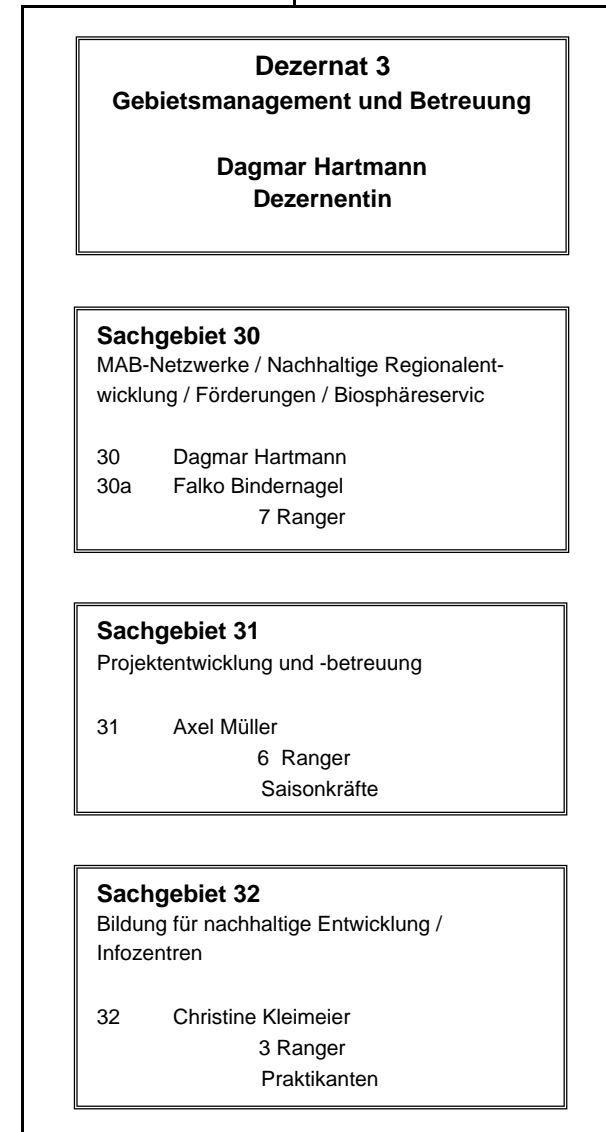 Dezernat 3
Gebietsmanagement und Betreuung
Dagmar Hartmann
Dezernentin
Sachgebiet 30
MAB-Netzwerke / Nachhaltige Regionalent-
wicklung / Förderungen / Biosphäreservic
30 Dagmar Hartmann
30a Falko Bindernagel
7 Ranger
Sachgebiet 31
Projektentwicklung und -betreuung
31 Axel Müller
6 Ranger
Saisonkräfte
Sachgebiet 32
Bildung für nachhaltige Entwicklung /
Infozentren
32 Christine Kleimeier
3 Ranger
Praktikanten